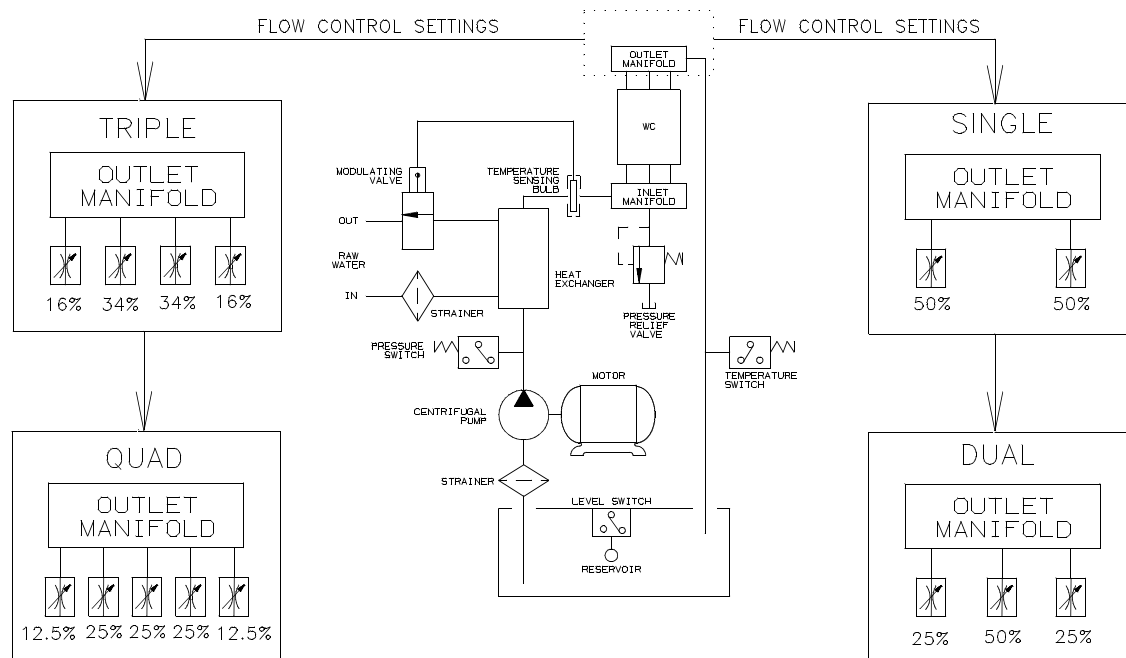 FLOW CONTROL SETTINGS
FLOW CONTROL SETTINGS
OUTLET
MANIFOLD
TRIPLE
OUTLET
MANIFOLD
16% 34% 34% 16%
SINGLE
OUTLET
MANIFOLD
50% 50%
WC
MODULATING
VALVE
TEMPERATURE
SENSING
BULB
INLET
MANIFOLD
OUT
RAW
WATER
IN
STRAINER
HEAT
EXCHANGER
PRESSURE
RELIEF
VALVE
PRESSURE
SWITCH
TEMPERATURE
SWITCH
MOTOR
CENTRIFUGAL
PUMP
STRAINER
LEVEL SWITCH
RESERVOIR
QUAD
OUTLET
MANIFOLD
12.5% 25% 25% 25% 12.5%
DUAL
OUTLET
MANIFOLD
25% 50% 25%